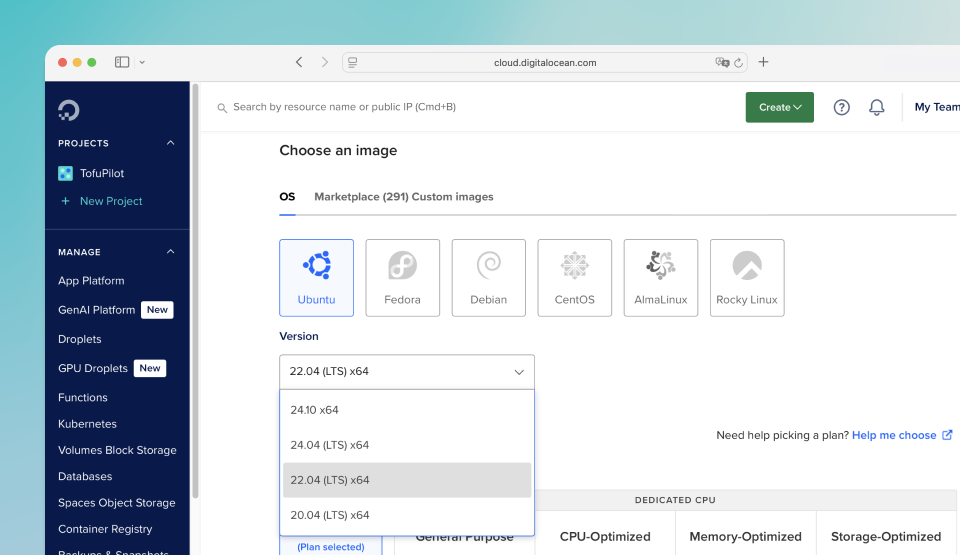 cloud.digitalocean.com
Search by resource name or public IP (Cmd+B)
Create
?
My Team
PROJECTS
TofuPilot
+ New Project
MANAGE
App Platform
GenAI Platform New
Droplets
GPU Droplets New
Functions
Kubernetes
Volumes Block Storage
Databases
Spaces Object Storage
Container Registry
Backups & Snapshots
Choose an image
OS Marketplace (291) Custom images
Ubuntu Fedora Debian CentOS AlmaLinux Rocky Linux
Version
22.04 (LTS) x64
24.10 x64
24.04 (LTS) x64
22.04 (LTS) x64
20.04 (LTS) x64
Need help picking a plan? Help me choose
DEDICATED CPU
(Plan selected)
General Purpose CPU-Optimized Memory-Optimized Storage-Optimized